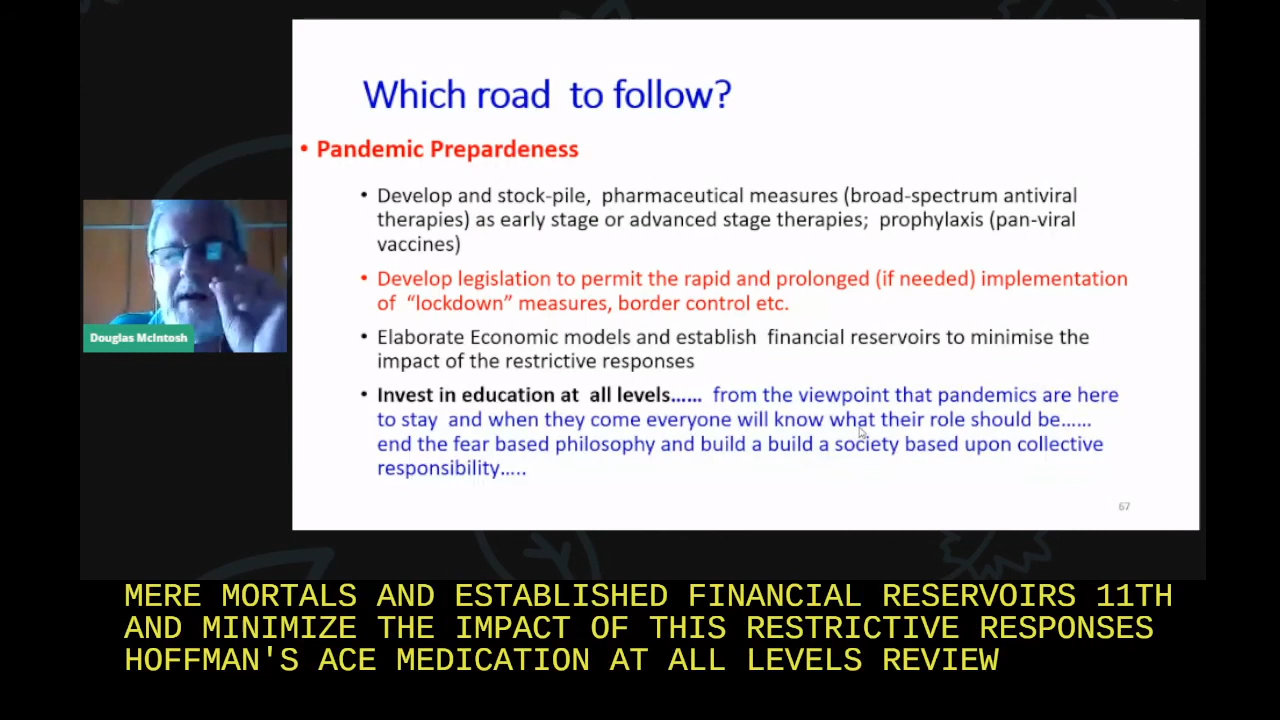 Which road to follow?
• Pandemic Prepardeness
• Develop and stock-pile, pharmaceutical measures (broad-spectrum antiviral
therapies) as early stage or advanced stage therapies; prophylaxis (pan-viral
vaccines)
• Develop legislation to permit the rapid and prolonged (if needed) implementation
of “lockdown” measures, border control etc.
• Elaborate Economic models and establish financial reservoirs to minimise the
impact of the restrictive responses
• Invest in education at all levels…… from the viewpoint that pandemics are here
to stay and when they come everyone will know what their role should be……
end the fear based philosophy and build a build a society based upon collective
responsibility…..
67
Douglas McIntosh
MERE MORTALS AND ESTABLISHED FINANCIAL RESERVOIRS 11TH
AND MINIMIZE THE IMPACT OF THIS RESTRICTIVE RESPONSES
HOFFMAN'S ACE MEDICATION AT ALL LEVELS REVIEW